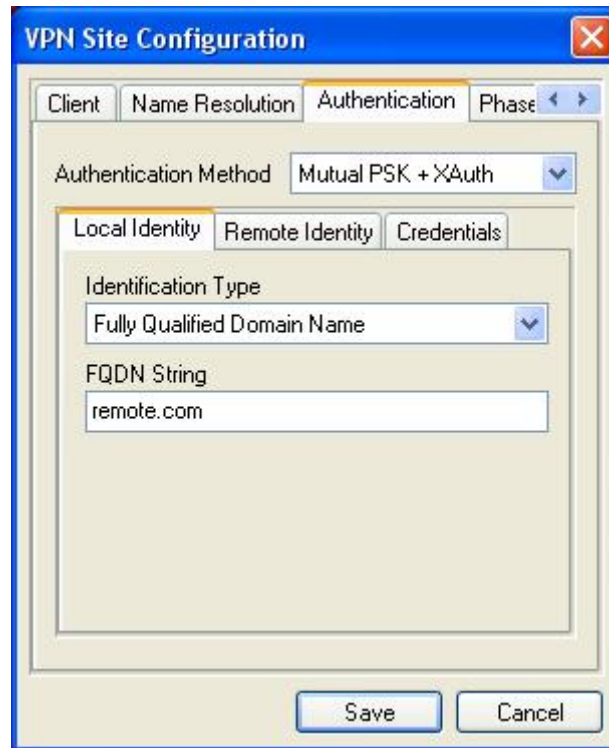 VPN Site Configuration
Client Name Resolution Authentication Phase
Authentication Method Mutual PSK + XAuth
Local Identity Remote Identity Credentials
Identification Type
Fully Qualified Domain Name
FQDN String
remote.com
Save Cancel